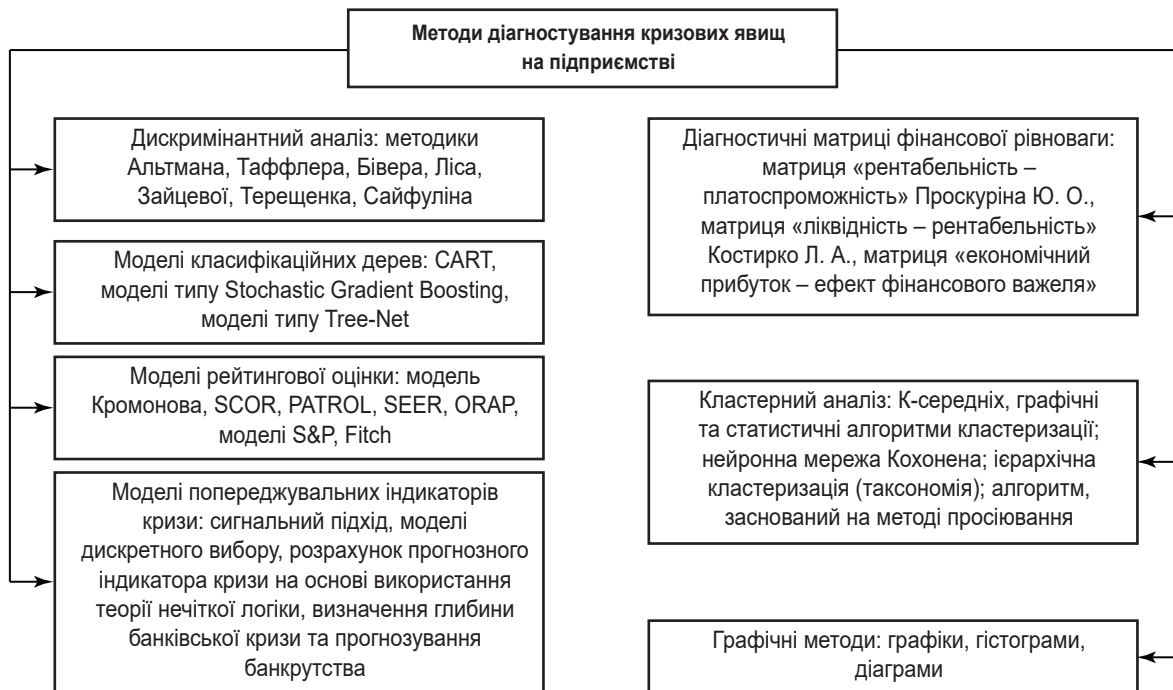 Методи діагностування кризових явищ
на підприємстві
Дискримінантний аналіз: методики
Альтмана, Таффлера, Бівера, Ліса,
Зайцевої, Терещенка, Сайфуліна
Моделі класифікаційних дерев: CART,
моделі типу Stochastic Gradient Boosting,
моделі типу Tree-Net
Моделі рейтингової оцінки: модель
Кромонова, SCOR, PATROL, SEER, ORAP,
моделі S&P, Fitch
Моделі попереджувальних індикаторів
кризи: сигнальний підхід, моделі
дискретного вибору, розрахунок прогнозного
індикатора кризи на основі використання
теорії нечіткої логіки, визначення глибини
банківської кризи та прогнозування
банкрутства
Діагностичні матриці фінансової рівноваги:
матриця «рентабельність –
платоспроможність» Проскуріна Ю. О.,
матриця «ліквідність – рентабельність»
Костирко Л. А., матриця «економічний
прибуток – ефект фінансового важеля»
Кластерний аналіз: К-середніх, графічні
та статистичні алгоритми кластеризації;
нейронна мережа Кохонена; ієрархічна
кластеризація (таксономія); алгоритм,
заснований на методі просіювання
Графічні методи: графіки, гістограми,
діаграми